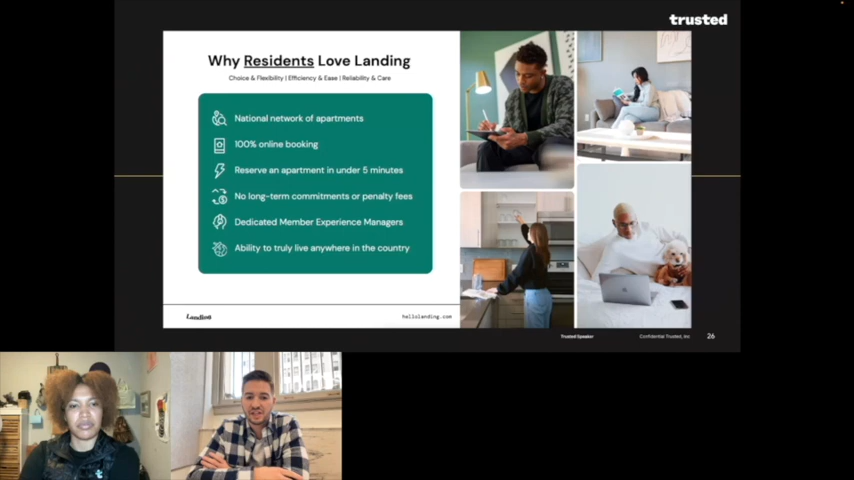 trusted
Why Residents Love Landing
Choice & Flexibility | Efficiency & Ease | Reliability & Care
National network of apartments
100% online booking
Reserve an apartment in under 5 minutes
No long-term commitments or penalty fees
Dedicated Member Experience Managers
Ability to truly live anywhere in the country
Landing
hellolanding.com
Trusted Speaker
Confidential Trusted, Inc
26